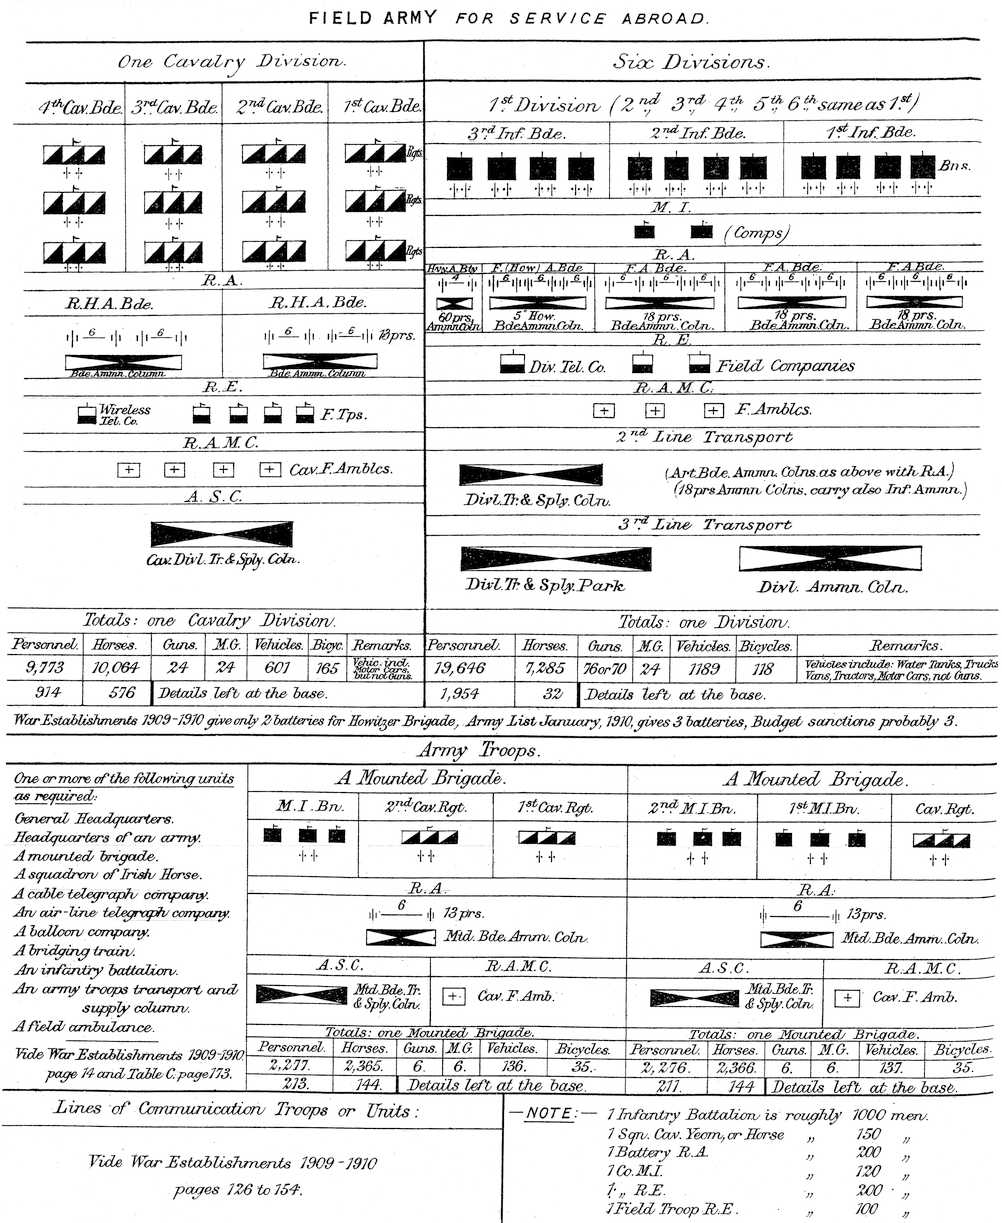 FIELD ARMY FOR SERVICE ABROAD.
One Cavalry Division.
4th Cav. Bde. 3rd Cav. Bde. 2nd Cav. Bde. 1st Cav. Bde.
Rgts.
Rgts.
Rgts
R.A.
R.H.A. Bde. R.H.A. Bde.
6 6 6 6 13prs.
Bde. Ammn. Column Bde. Ammn. Column
R.E.
Wireless
Tel. Co. F. Tps.
R.A.M.C.
Cav. F. Amblcs.
A.S.C.
Cav. Divl. Tr. & Sply. Coln.
Totals: one Cavalry Division.
Personnel. Horses. Guns. M.G. Vehicles. Bicyc. Remarks.
9,773 10,064 24 24 601 165 Vehic. incl.
Motor Cars,
but not Guns.
914 576 Details left at the base.
Six Divisions.
1st Division (2nd, 3rd, 4th, 5th, 6th same as 1st)
3rd Inf. Bde. 2nd Inf. Bde. 1st Inf. Bde.
Bns.
M.I.
(Comps)
R.A.
Hvy. A. Bty F. (How) A. Bde F.A. Bde. F.A. Bde. F.A. Bde.
4 6 6 6 6 6 6 6 6 6 6 6
60 prs. 5" How. 18 prs. 18 prs. 18 prs.
Ammn Coln Bde Ammn. Coln. Bde Ammn. Coln. Bde. Ammn. Coln. Bde Ammn. Coln.
R.E.
Div. Tel. Co. Field Companies
R.A.M.C.
F. Amblcs.
2nd Line Transport
Divl. Tr. & Sply. Coln.
(Art. Bde. Ammn. Colns. as above with R.A.)
(18prs Ammn Colns. carry also Inf. Ammn.)
3rd Line Transport
Divl. Tr. & Sply. Park Divl. Ammn. Coln.
Totals: one Division.
Personnel. Horses. Guns. M.G. Vehicles. Bicycles. Remarks.
19,646 7,285 76 or 70 24 1189 118 Vehicles include: Water Tanks, Trucks
Vans, Tractors, Motor Cars, not Guns.
1,954 32 Details left at the base.
War Establishments 1909-1910 give only 2 batteries for Howitzer Brigade, Army List January, 1910, gives 3 batteries, Budget sanctions probably 3.
Army Troops.
One or more of the following units
as required:
General Headquarters.
Headquarters of an army.
A mounted brigade.
A squadron of Irish Horse.
A cable telegraph company.
An air-line telegraph company.
A balloon company.
A bridging train.
An infantry battalion.
An army troops transport and
supply column.
A field ambulance.
Vide War Establishments 1909-1910
page 14 and Table C. page 173.
A Mounted Brigade.
M.I. Bn. 2nd Cav. Rgt. 1st Cav. Rgt.
R.A.
6
13 prs.
Mtd. Bde. Amm. Coln.
A.S.C. R.A.M.C.
Mtd. Bde. Tr.
& Sply. Coln. Cav. F. Amb.
Totals: one Mounted Brigade.
Personnel. Horses. Guns. M.G. Vehicles. Bicycles.
2,277. 2,365. 6. 6. 136. 35.
213. 144. Details left at the base.
A Mounted Brigade.
2nd M.I. Bn. 1st M.I. Bn. Cav. Rgt.
R.A.
6
13prs.
Mtd. Bde. Amm. Coln.
A.S.C. R.A.M.C.
Mtd. Bde. Tr.
& Sply. Coln. Cav. F. Amb.
Totals: one Mounted Brigade.
Personnel. Horses. Guns. M.G. Vehicles. Bicycles.
2,276. 2,366. 6. 6. 137. 35.
211. 144 Details left at the base.
Lines of Communication Troops or Units:
Vide War Establishments 1909-1910
pages 126 to 154.
—NOTE:— 1 Infantry Battalion is roughly 1000 men.
1 Sqn. Cav. Yeom, or Horse „ 150 „
1 Battery R.A. „ 200 „
1 Co. M.I. „ 120 „
1 „ R.E. „ 200 „
1 Field Troop R.E. „ 100 „